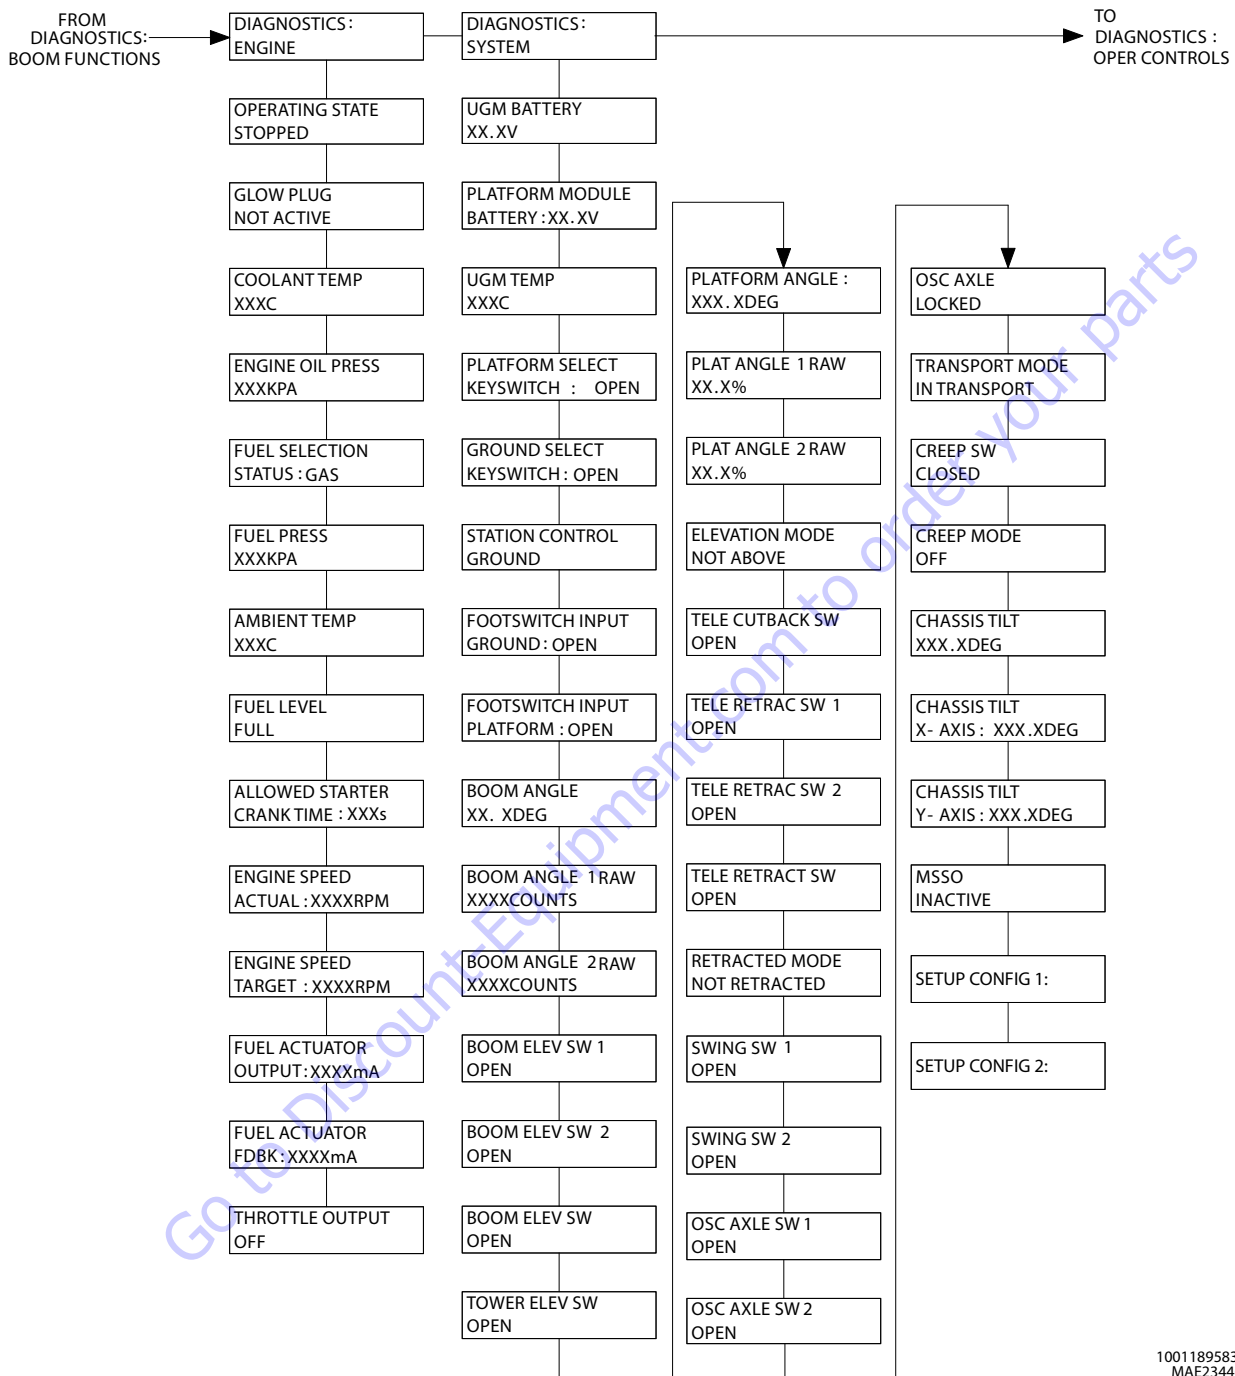 FROM
DIAGNOSTICS:
BOOM FUNCTIONS
DIAGNOSTICS:
ENGINE
DIAGNOSTICS:
SYSTEM
TO
DIAGNOSTICS :
OPER CONTROLS
OPERATING STATE
STOPPED
GLOW PLUG
NOT ACTIVE
COOLANT TEMP
XXXC
ENGINE OIL PRESS
XXXKPA
FUEL SELECTION
STATUS : GAS
FUEL PRESS
XXXKPA
AMBIENT TEMP
XXXC
FUEL LEVEL
FULL
ALLOWED STARTER
CRANK TIME : XXXs
ENGINE SPEED
ACTUAL : XXXXRPM
ENGINE SPEED
TARGET : XXXXRPM
FUEL ACTUATOR
OUTPUT: XXXXmA
FUEL ACTUATOR
FDBK: XXXXmA
THROTTLE OUTPUT
OFF
UGM BATTERY
XX.XV
PLATFORM MODULE
BATTERY : XX.XV
UGM TEMP
XXXC
PLATFORM SELECT
KEYSWITCH : OPEN
GROUND SELECT
KEYSWITCH : OPEN
STATION CONTROL
GROUND
FOOTSWITCH INPUT
GROUND: OPEN
FOOTSWITCH INPUT
PLATFORM : OPEN
BOOM ANGLE
XX. XDEG
BOOM ANGLE 1 RAW
XXXXCOUNTS
BOOM ANGLE 2 RAW
XXXXCOUNTS
BOOM ELEV SW 1
OPEN
BOOM ELEV SW 2
OPEN
BOOM ELEV SW
OPEN
TOWER ELEV SW
OPEN
PLATFORM ANGLE :
XXX. XDEG
PLAT ANGLE 1 RAW
XX.X%
PLAT ANGLE 2 RAW
XX.X%
ELEVATION MODE
NOT ABOVE
TELE CUTBACK SW
OPEN
TELE RETRAC SW 1
OPEN
TELE RETRAC SW 2
OPEN
TELE RETRACT SW
OPEN
RETRACTED MODE
NOT RETRACTED
SWING SW 1
OPEN
SWING SW 2
OPEN
OSC AXLE SW 1
OPEN
OSC AXLE SW 2
OPEN
OSC AXLE
LOCKED
TRANSPORT MODE
IN TRANSPORT
CREEP SW
CLOSED
CREEP MODE
OFF
CHASSIS TILT
XXX.XDEG
CHASSIS TILT
X- AXIS : XXX.XDEG
CHASSIS TILT
Y- AXIS : XXX.XDEG
MSSO
INACTIVE
SETUP CONFIG 1:
SETUP CONFIG 2:
Go to Discount-Equipment.com to order your parts
1001189583
MAE2344